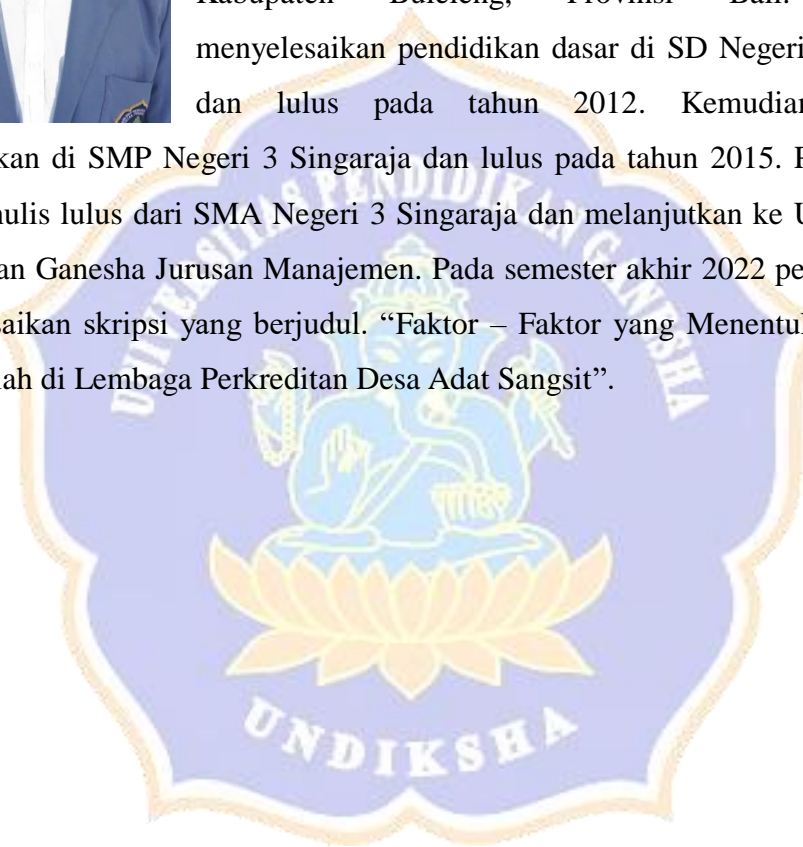 Kabupaten Buleleng, Provinsi Bali.
menyelesaikan pendidikan dasar di SD Negeri
dan lulus pada tahun 2012. Kemudian
kan di SMP Negeri 3 Singaraja dan lulus pada tahun 2015. 
ulis lulus dari SMA Negeri 3 Singaraja dan melanjutkan ke U
an Ganesha Jurusan Manajemen. Pada semester akhir 2022 pe
saikan skripsi yang berjudul. “Faktor – Faktor yang Menentu
lah di Lembaga Perkreditan Desa Adat Sangsit”.
UNIVERSITAS PENDIDIKAN GANESHA
UNDIKSHA